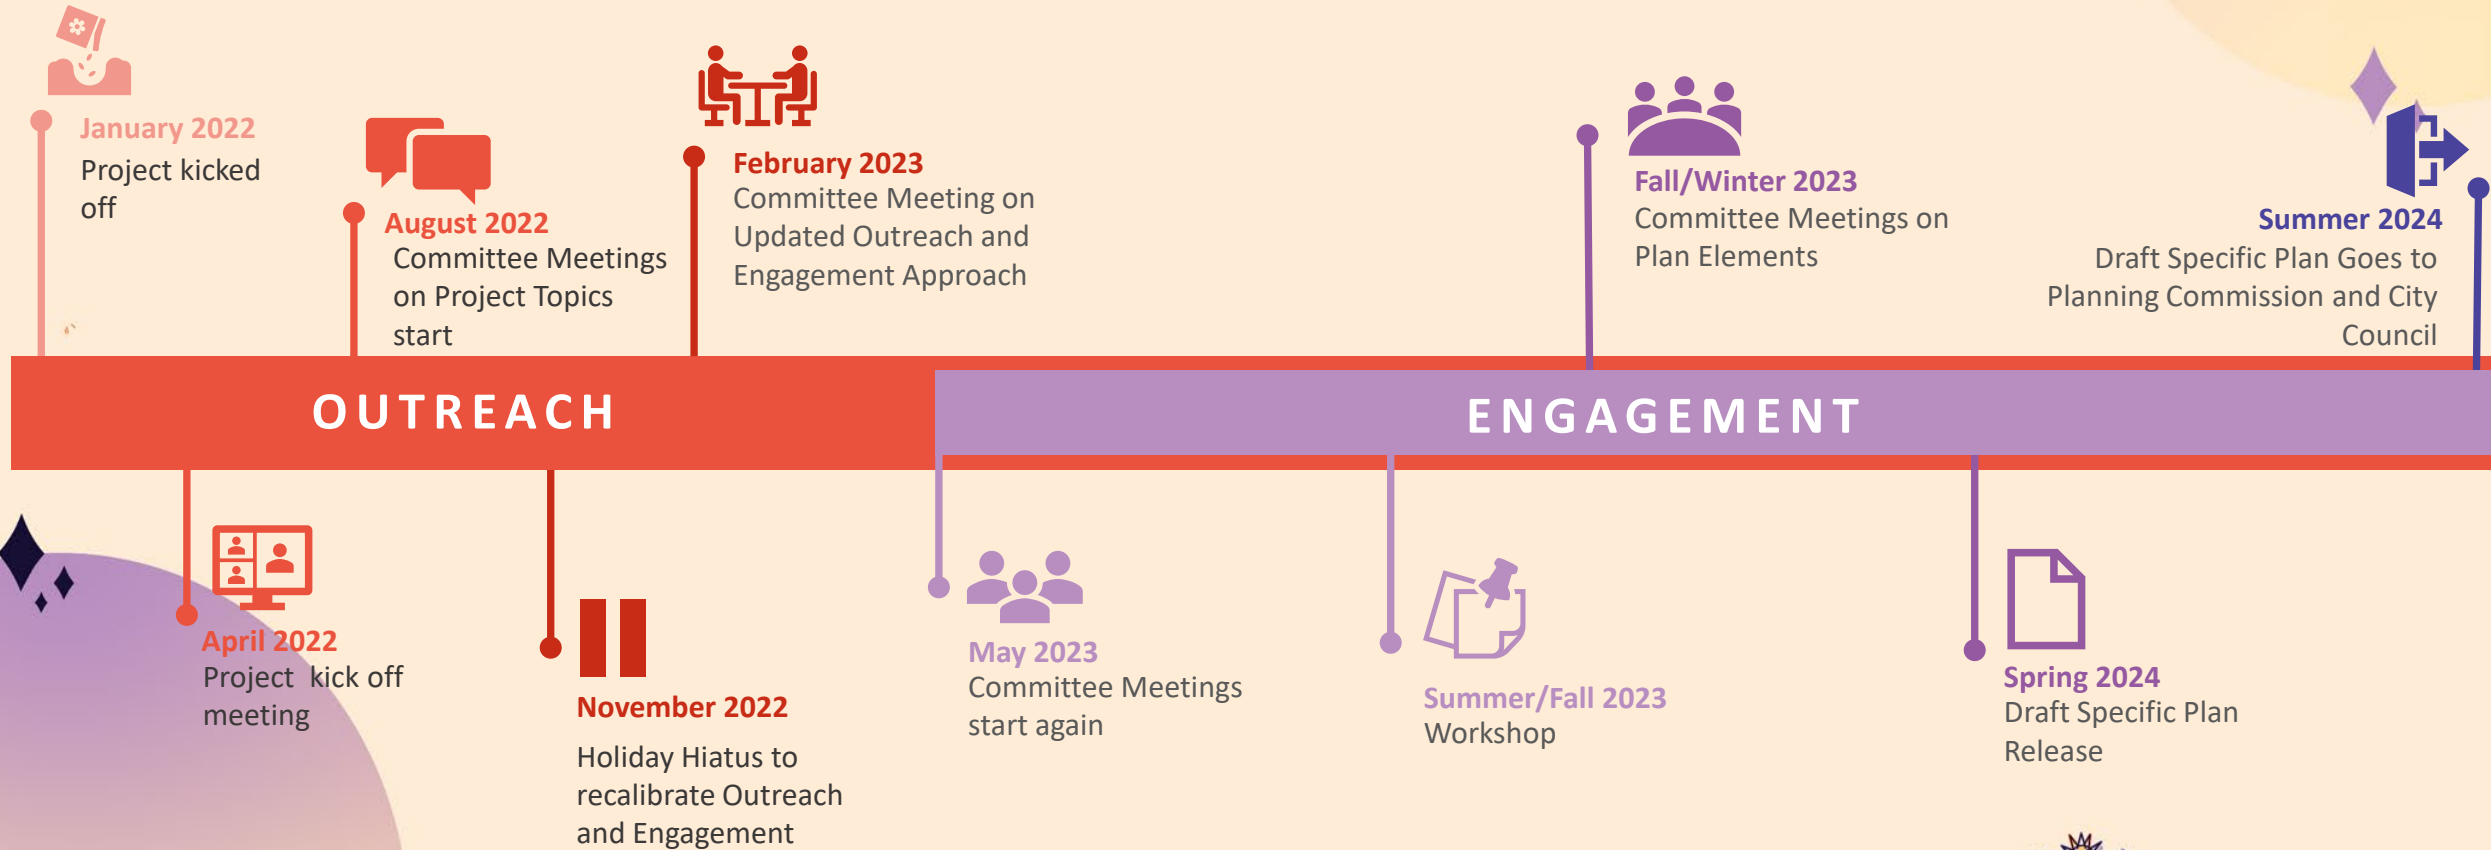 January 2022
Project kicked
off
August 2022
Committee Meetings
on Project Topics
start
February 2023
Committee Meeting on
Updated Outreach and
Engagement Approach
Fall/Winter 2023
Committee Meetings on
Plan Elements
Summer 2024
Draft Specific Plan Goes to
Planning Commission and City
Council
OUTREACH
ENGAGEMENT
April 2022
Project kick off
meeting
November 2022
Holiday Hiatus to
recalibrate Outreach
and Engagement
May 2023
Committee Meetings
start again
Summer/Fall 2023
Workshop
Spring 2024
Draft Specific Plan
Release